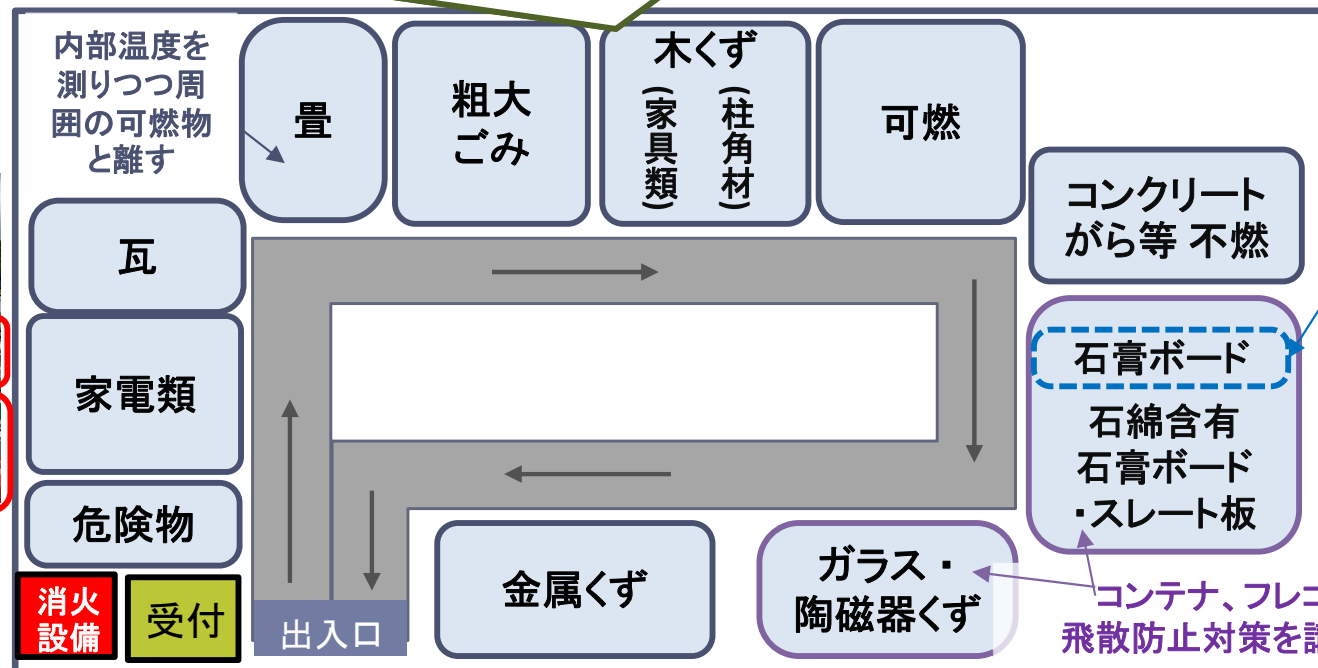 内部温度を
測りつつ周
囲の可燃物
と離す
畳
粗大
ごみ
木くず
(柱角材)
(家具類)
可燃
コンクリート
がら等 不燃
瓦
家電類
危険物
石膏ボード
石綿含有
石膏ボード
・スレート板
消火
設備
受付
出入口
金属くず
ガラス・
陶磁器くず
コンテナ、フレコ
飛散防止対策を